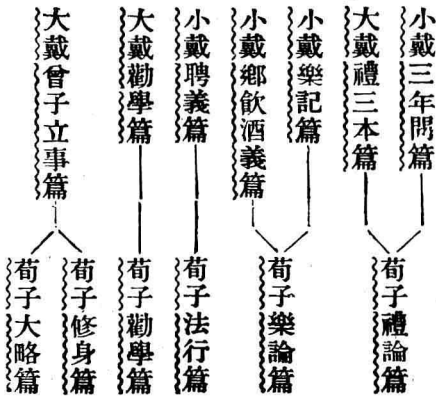 小戴三年問篇
大戴禮三本篇
小戴樂記篇
小戴鄉飲酒義篇
小戴聘義篇
大戴勸學篇
大戴曾子立事篇
荀子禮論篇
荀子樂論篇
荀子法行篇
荀子勸學篇
荀子修身篇
荀子大略篇